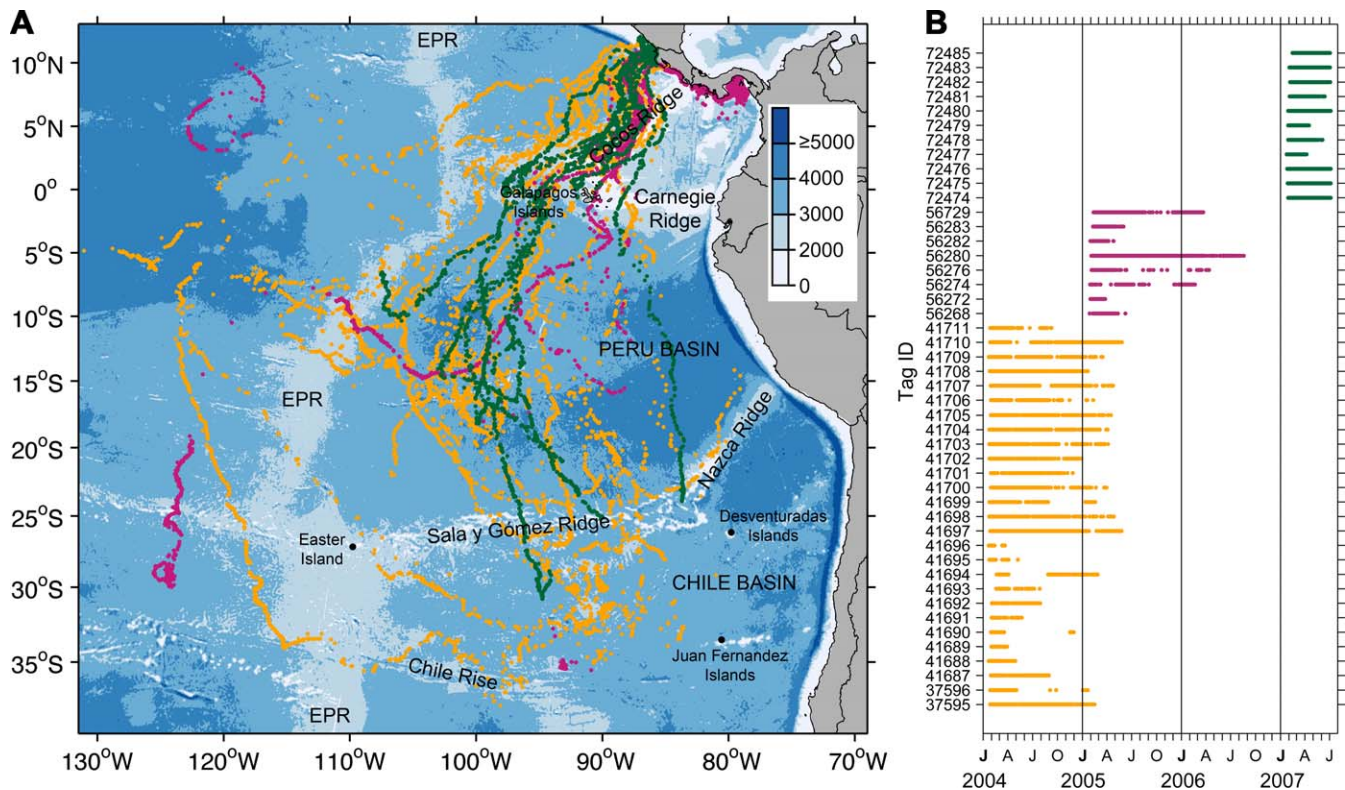 A
EPR
10°N
5°N
0°
5°S
10°S
15°S
20°S
25°S
30°S
35°S
Cocos Ridge
Galapagos
Islands
Carnegie
Ridge
≥5000
4000
3000
2000
0
PERU BASIN
EPR
Nazca Ridge
Sala y Gómez Ridge
Desventuradas
Islands
Easter
Island
CHILE BASIN
Juan Fernandez
Islands
Chile Rise
EPR
130°W 120°W 110°W 100°W 90°W 80°W 70°W
B
Tag ID
72485
72483
72482
72481
72480
72479
72478
72477
72476
72475
72474
56729
56283
56282
56280
56276
56274
56272
56268
41711
41710
41709
41708
41707
41706
41705
41704
41703
41702
41701
41700
41699
41698
41697
41696
41695
41694
41693
41692
41691
41690
41689
41688
41687
37596
37595
J A J O J A J O J A J O J A J
2004 2005 2006 2007